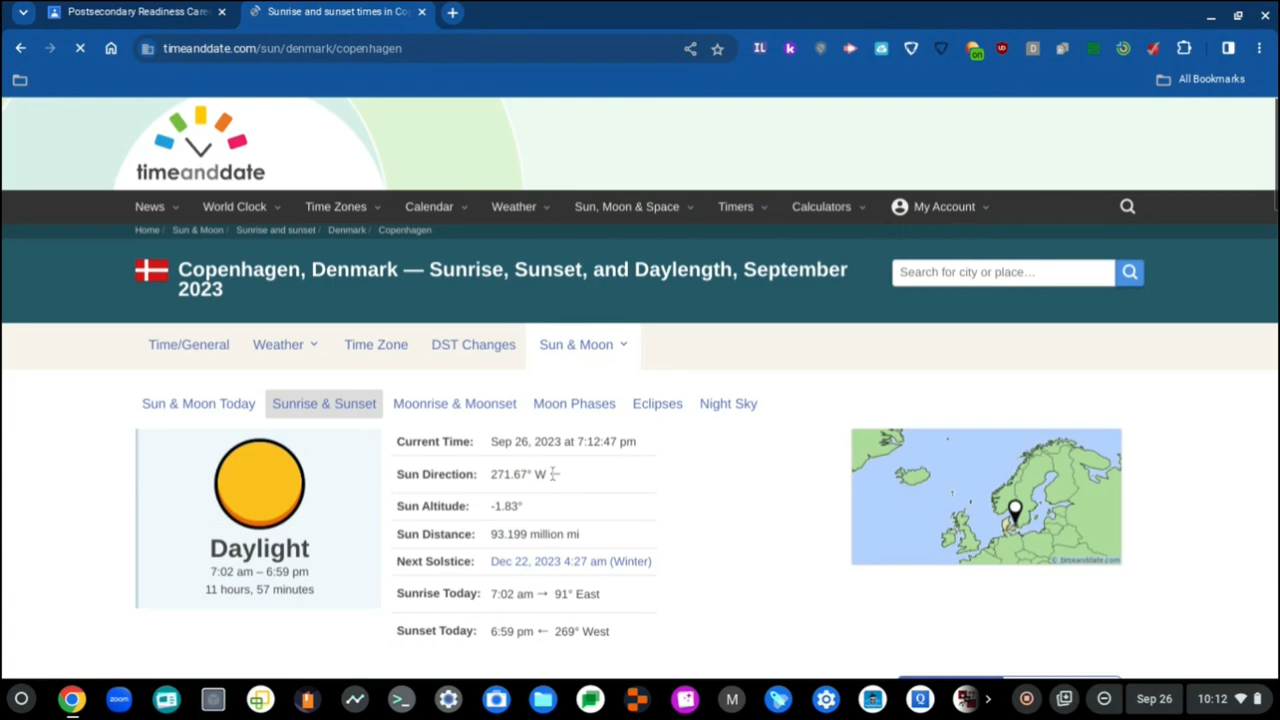 Postsecondary Readiness Care
Sunrise and sunset times in Co
timeanddate.com/sun/denmark/copenhagen
IL
k
on
D
All Bookmarks
timeanddate
News World Clock Time Zones Calendar Weather Sun, Moon & Space Timers Calculators My Account
Home / Sun & Moon / Sunrise and sunset / Denmark / Copenhagen
Copenhagen, Denmark — Sunrise, Sunset, and Daylength, September
2023
Search for city or place…
Time/General Weather Time Zone DST Changes Sun & Moon
Sun & Moon Today Sunrise & Sunset Moonrise & Moonset Moon Phases Eclipses Night Sky
Daylight
7:02 am – 6:59 pm
11 hours, 57 minutes
Current Time: Sep 26, 2023 at 7:12:47 pm
Sun Direction: 271.67° W ←
Sun Altitude: -1.83°
Sun Distance: 93.199 million mi
Next Solstice: Dec 22, 2023 4:27 am (Winter)
Sunrise Today: 7:02 am → 91° East
Sunset Today: 6:59 pm ← 269° West
© timeanddate.com
zoom
M
Q
Sep 26
10:12